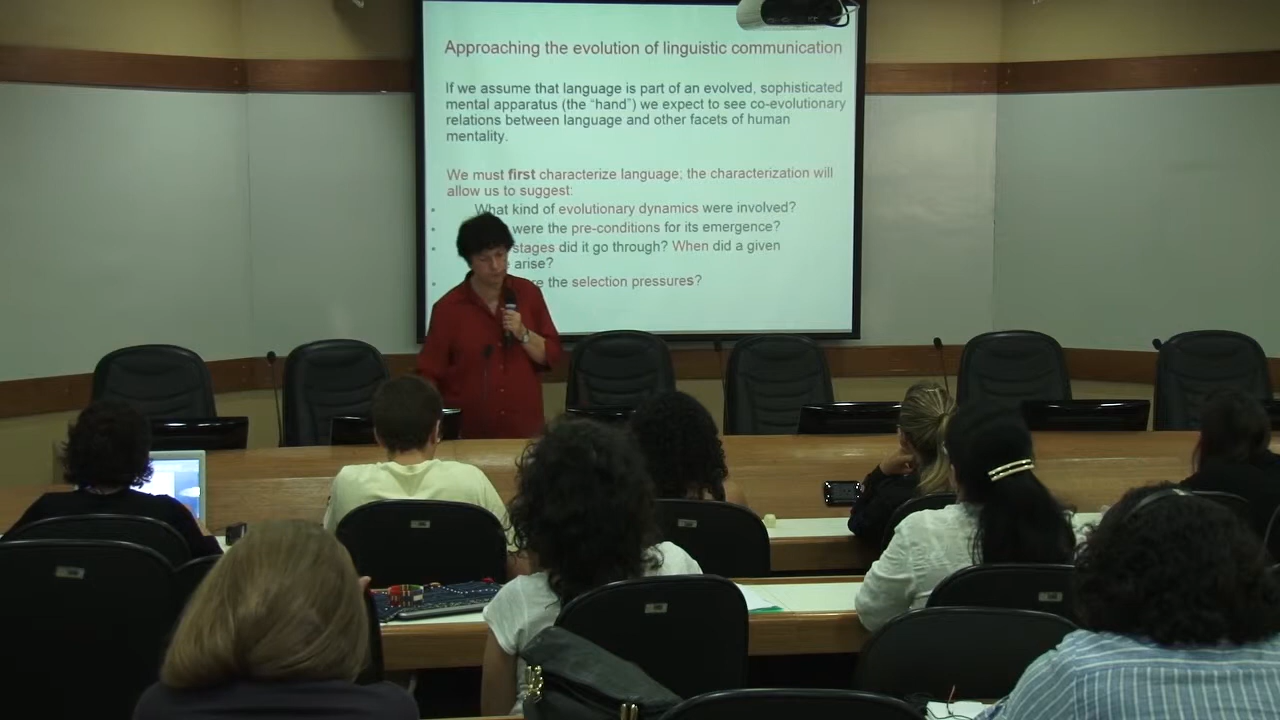 Approaching the evolution of linguistic communication
If we assume that language is part of an evolved, sophisticated
mental apparatus (the “hand”) we expect to see co-evolutionary
relations between language and other facets of human
mentality.
We must first characterize language; the characterization will
allow us to suggest:
What kind of evolutionary dynamics were involved?
were the pre-conditions for its emergence?
stages did it go through? When did a given
arise?
the selection pressures?